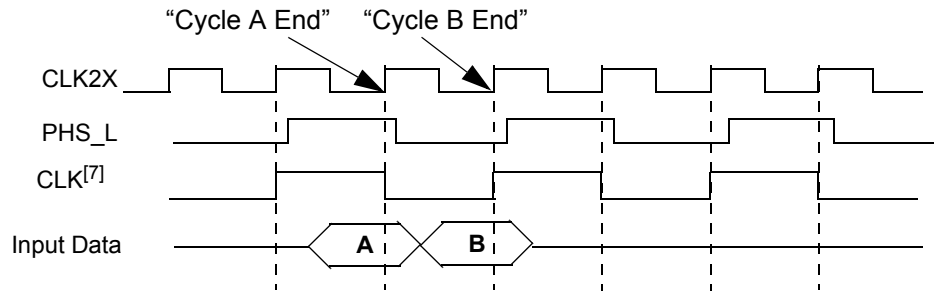 “Cycle A End” “Cycle B End”
CLK2X
PHS_L
CLK[7]
Input Data A B